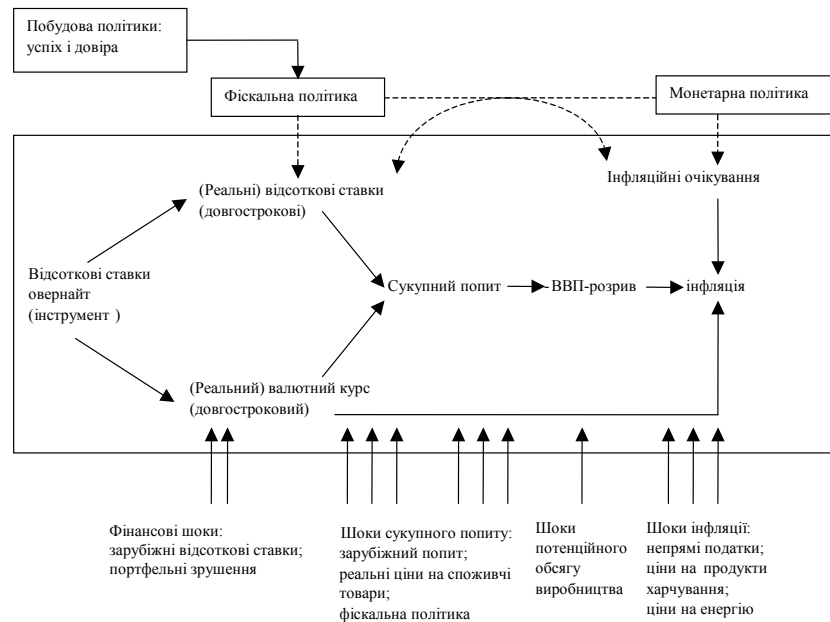 Побудова політики:
успіх і довіра
Фіскальна політика
Монетарна політика
(Реальні) відсоткові ставки
(довгострокові)
Інфляційні очікування
Відсоткові ставки
овернайт
(інструмент )
Сукупний попит
ВВП-розрив
інфляція
(Реальний) валютний курс
(довгостроковий)
Фінансові шоки:
зарубіжні відсоткові ставки;
портфельні зрушення
Шоки сукупного попиту:
зарубіжний попит;
реальні ціни на споживчі
товари;
фіскальна політика
Шоки
потенційного
обсягу
виробництва
Шоки інфляції:
непрямі податки;
ціни на продукти
харчування;
ціни на енергію